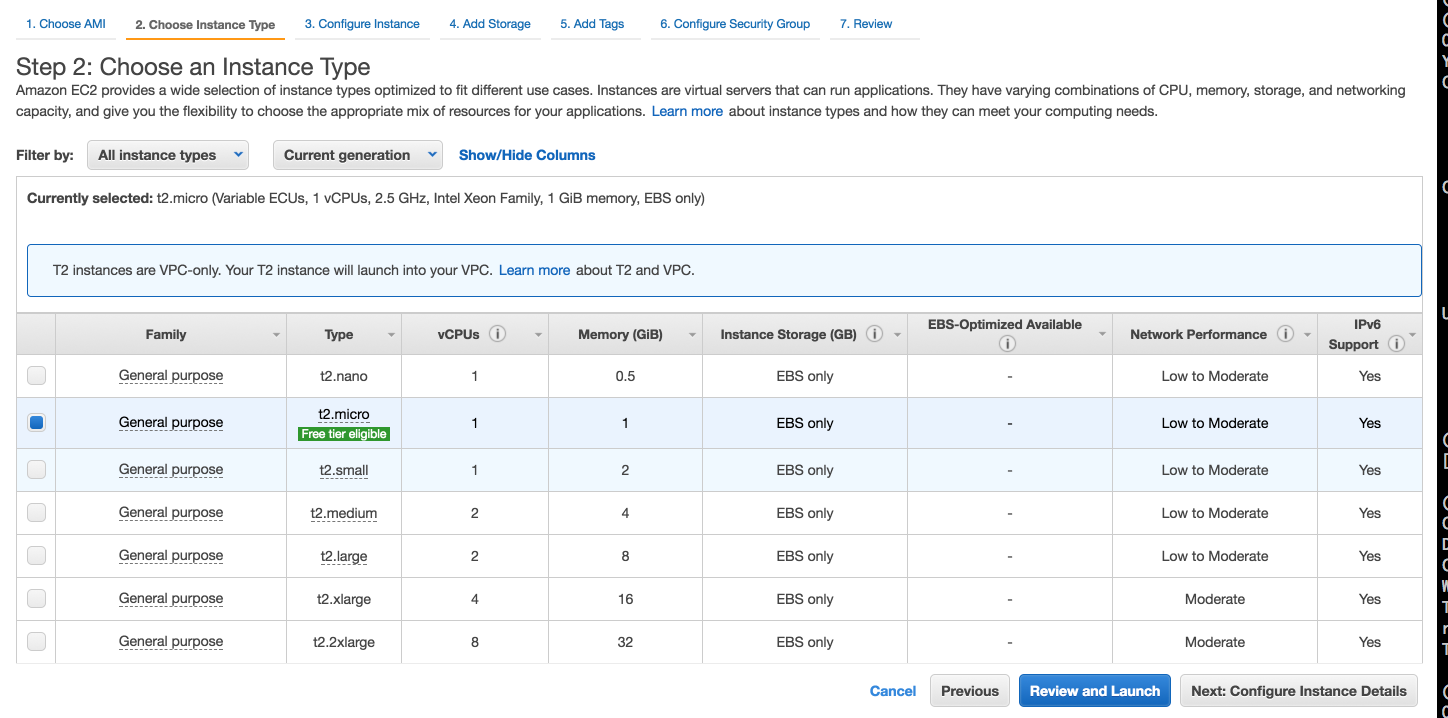 1. Choose AMI 2. Choose Instance Type 3. Configure Instance 4. Add Storage 5. Add Tags 6. Configure Security Group 7. Review
Step 2: Choose an Instance Type
Amazon EC2 provides a wide selection of instance types optimized to fit different use cases. Instances are virtual servers that can run applications. They have varying combinations of CPU, memory, storage, and networking
capacity, and give you the flexibility to choose the appropriate mix of resources for your applications. Learn more about instance types and how they can meet your computing needs.
Filter by: All instance types Current generation Show/Hide Columns
Currently selected: t2.micro (Variable ECUs, 1 vCPUs, 2.5 GHz, Intel Xeon Family, 1 GiB memory, EBS only)
T2 instances are VPC-only. Your T2 instance will launch into your VPC. Learn more about T2 and VPC.
Family Type vCPUs i Memory (GiB) Instance Storage (GB) i EBS-Optimized Available i Network Performance i IPv6 Support i
General purpose t2.nano 1 0.5 EBS only - Low to Moderate Yes
General purpose t2.micro Free tier eligible 1 1 EBS only - Low to Moderate Yes
General purpose t2.small 1 2 EBS only - Low to Moderate Yes
General purpose t2.medium 2 4 EBS only - Low to Moderate Yes
General purpose t2.large 2 8 EBS only - Low to Moderate Yes
General purpose t2.xlarge 4 16 EBS only - Moderate Yes
General purpose t2.2xlarge 8 32 EBS only - Moderate Yes
Cancel Previous Review and Launch Next: Configure Instance Details